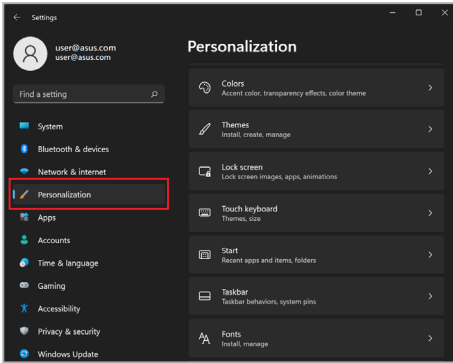 Settings
user@asus.com
user@asus.com
Find a setting
System
Bluetooth & devices
Network & internet
Personalization
Apps
Accounts
Time & language
Gaming
Accessibility
Privacy & security
Windows Update
Personalization
Colors
Accent color, transparency effects, color theme
Themes
Install, create, manage
Lock screen
Lock screen images, apps, animations
Touch keyboard
Themes, size
Start
Recent apps and items, folders
Taskbar
Taskbar behaviors, system pins
Fonts
Install, manage